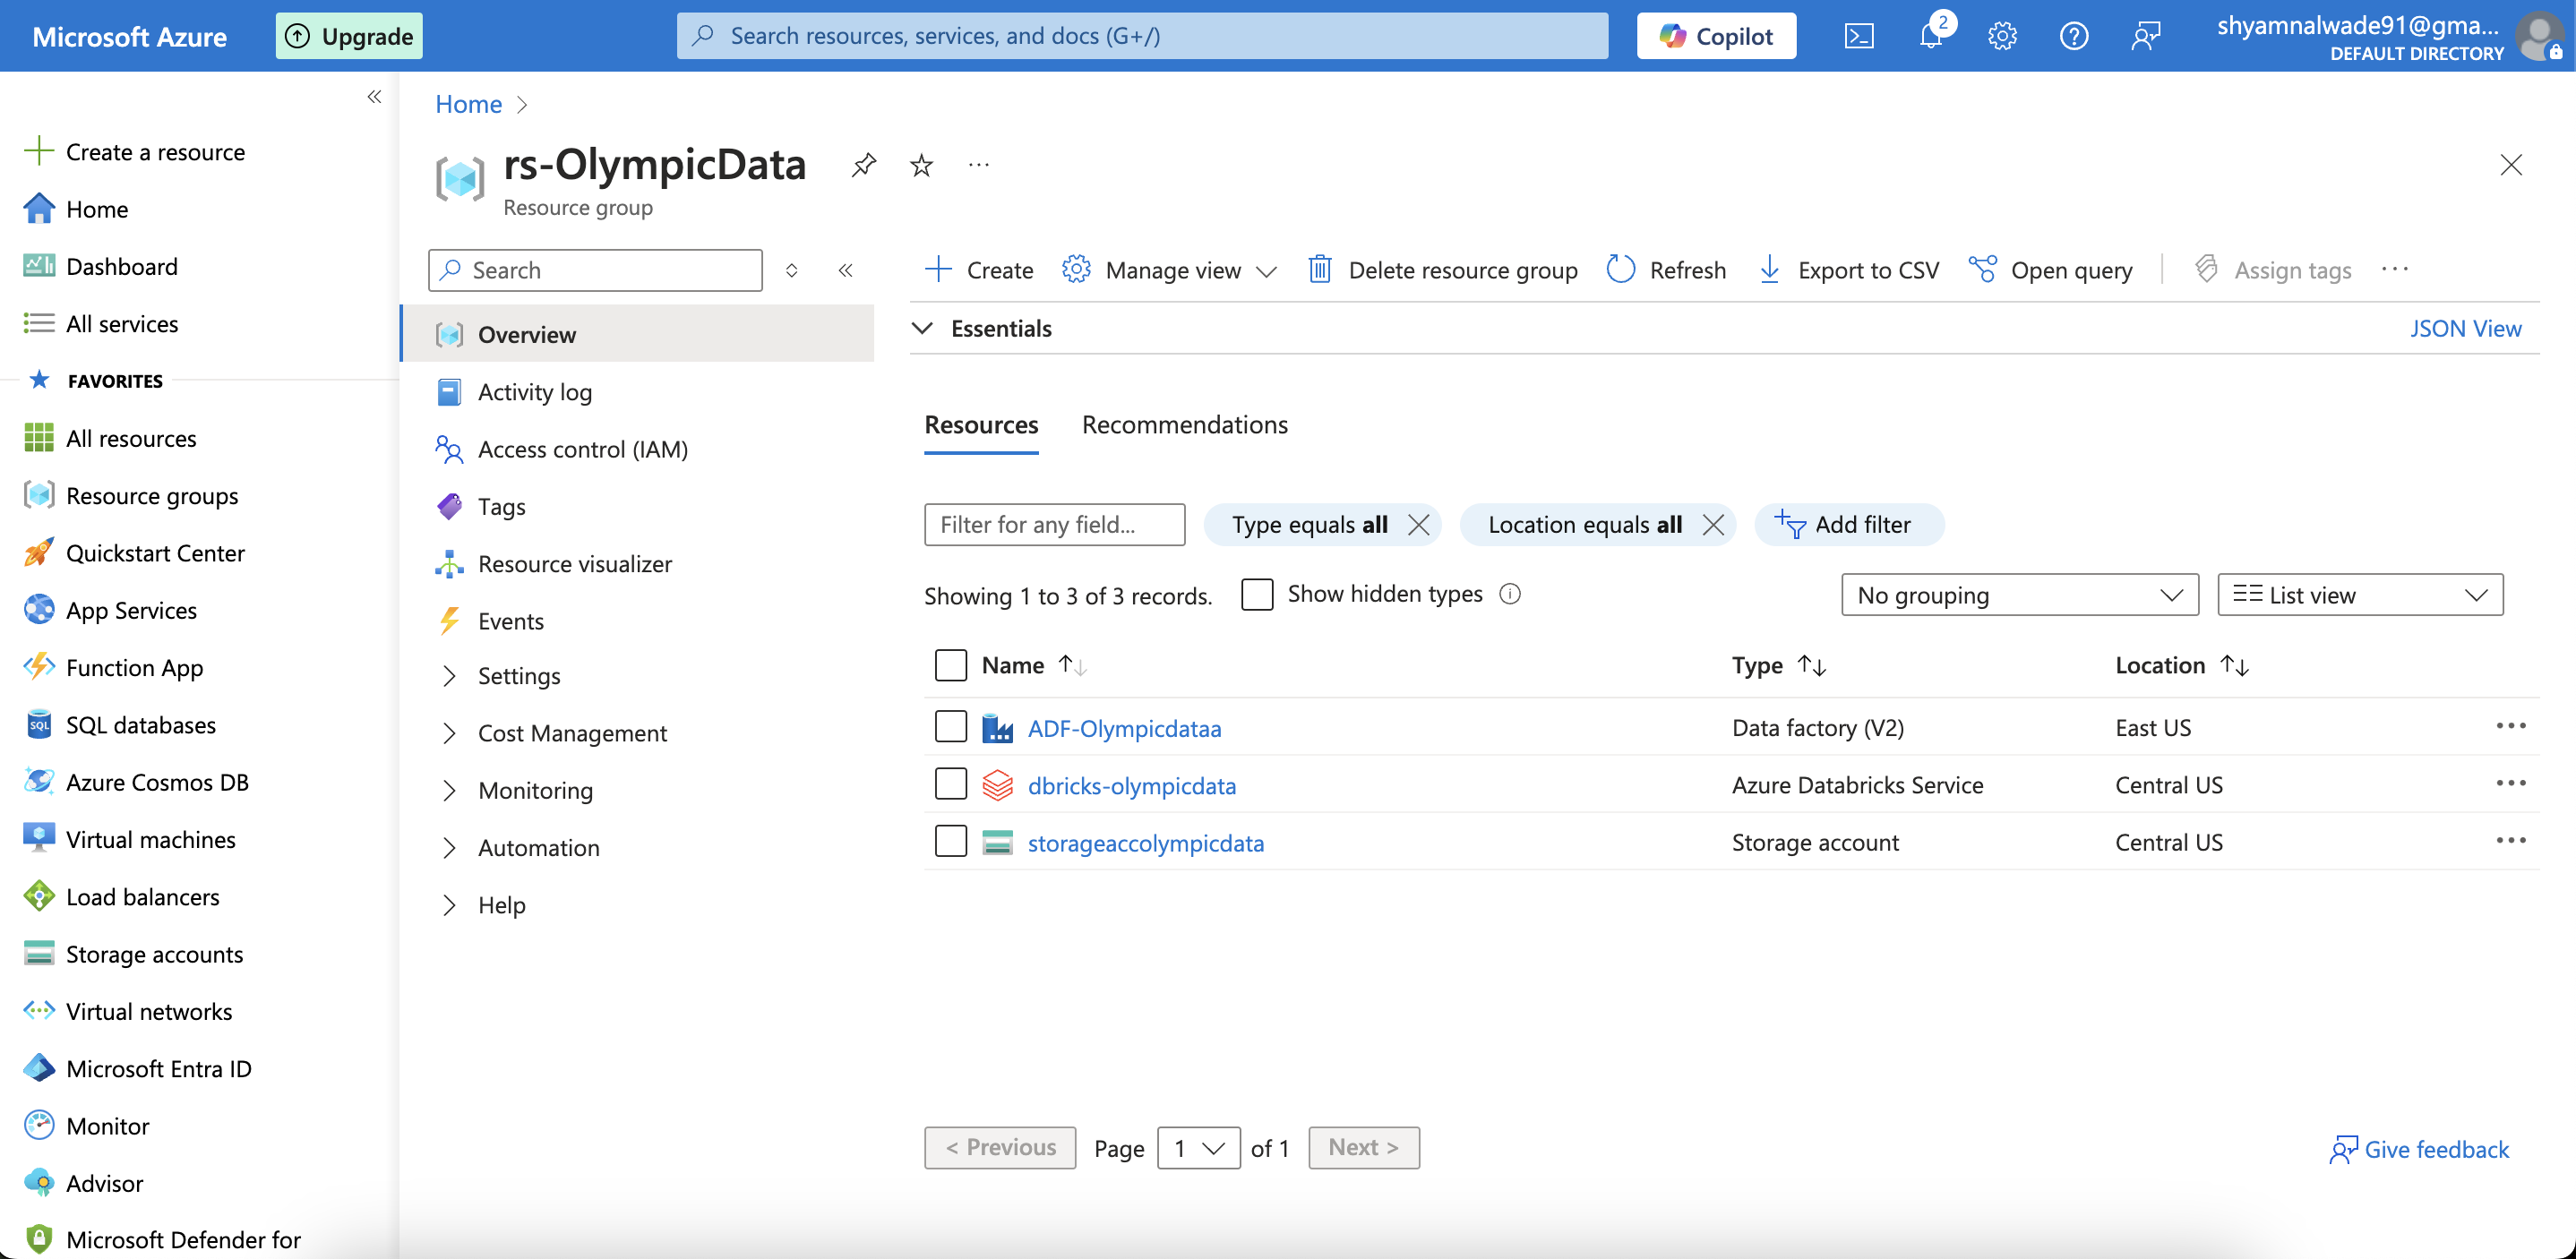 Microsoft Azure
Upgrade
Search resources, services, and docs (G+/)
Copilot
2
shyamnalwade91@gma...
DEFAULT DIRECTORY
Create a resource
Home
Dashboard
All services
FAVORITES
All resources
Resource groups
Quickstart Center
App Services
Function App
SQL databases
Azure Cosmos DB
Virtual machines
Load balancers
Storage accounts
Virtual networks
Microsoft Entra ID
Monitor
Advisor
Microsoft Defender for
Home >
rs-OlympicData
Resource group
Search
Overview
Activity log
Access control (IAM)
Tags
Resource visualizer
Events
Settings
Cost Management
Monitoring
Automation
Help
Create
Manage view
Delete resource group
Refresh
Export to CSV
Open query
Assign tags
Essentials
JSON View
Resources
Recommendations
Filter for any field...
Type equals all
Location equals all
Add filter
Showing 1 to 3 of 3 records.
Show hidden types
No grouping
List view
Name
Type
Location
ADF-Olympicdataa
Data factory (V2)
East US
dbricks-olympicdata
Azure Databricks Service
Central US
storageaccolympicdata
Storage account
Central US
< Previous
Page 1 of 1
Next >
Give feedback